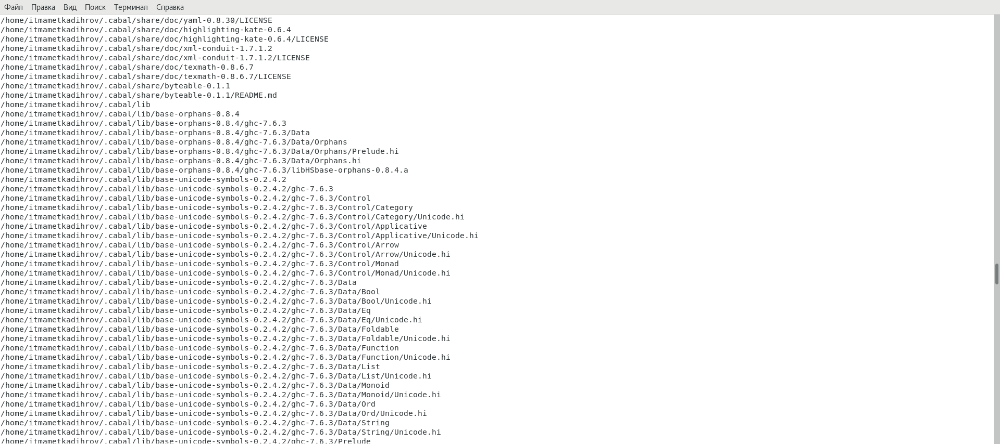 Файл Правка Вид Поиск Терминал Справка
/home/itmametkadihrov/.cabal/share/doc/yaml-0.8.30/LICENSE
/home/itmametkadihrov/.cabal/share/doc/highlighting-kate-0.6.4
/home/itmametkadihrov/.cabal/share/doc/highlighting-kate-0.6.4/LICENSE
/home/itmametkadihrov/.cabal/share/doc/xml-conduit-1.7.1.2
/home/itmametkadihrov/.cabal/share/doc/xml-conduit-1.7.1.2/LICENSE
/home/itmametkadihrov/.cabal/share/doc/texmath-0.8.6.7
/home/itmametkadihrov/.cabal/share/doc/texmath-0.8.6.7/LICENSE
/home/itmametkadihrov/.cabal/share/byteable-0.1.1
/home/itmametkadihrov/.cabal/share/byteable-0.1.1/README.md
/home/itmametkadihrov/.cabal/lib
/home/itmametkadihrov/.cabal/lib/base-orphans-0.8.4
/home/itmametkadihrov/.cabal/lib/base-orphans-0.8.4/ghc-7.6.3
/home/itmametkadihrov/.cabal/lib/base-orphans-0.8.4/ghc-7.6.3/Data
/home/itmametkadihrov/.cabal/lib/base-orphans-0.8.4/ghc-7.6.3/Data/Orphans
/home/itmametkadihrov/.cabal/lib/base-orphans-0.8.4/ghc-7.6.3/Data/Orphans/Prelude.hi
/home/itmametkadihrov/.cabal/lib/base-orphans-0.8.4/ghc-7.6.3/Data/Orphans.hi
/home/itmametkadihrov/.cabal/lib/base-orphans-0.8.4/ghc-7.6.3/libHSbase-orphans-0.8.4.a
/home/itmametkadihrov/.cabal/lib/base-unicode-symbols-0.2.4.2
/home/itmametkadihrov/.cabal/lib/base-unicode-symbols-0.2.4.2/ghc-7.6.3
/home/itmametkadihrov/.cabal/lib/base-unicode-symbols-0.2.4.2/ghc-7.6.3/Control
/home/itmametkadihrov/.cabal/lib/base-unicode-symbols-0.2.4.2/ghc-7.6.3/Control/Category
/home/itmametkadihrov/.cabal/lib/base-unicode-symbols-0.2.4.2/ghc-7.6.3/Control/Category/Unicode.hi
/home/itmametkadihrov/.cabal/lib/base-unicode-symbols-0.2.4.2/ghc-7.6.3/Control/Applicative
/home/itmametkadihrov/.cabal/lib/base-unicode-symbols-0.2.4.2/ghc-7.6.3/Control/Applicative/Unicode.hi
/home/itmametkadihrov/.cabal/lib/base-unicode-symbols-0.2.4.2/ghc-7.6.3/Control/Arrow
/home/itmametkadihrov/.cabal/lib/base-unicode-symbols-0.2.4.2/ghc-7.6.3/Control/Arrow/Unicode.hi
/home/itmametkadihrov/.cabal/lib/base-unicode-symbols-0.2.4.2/ghc-7.6.3/Control/Monad
/home/itmametkadihrov/.cabal/lib/base-unicode-symbols-0.2.4.2/ghc-7.6.3/Control/Monad/Unicode.hi
/home/itmametkadihrov/.cabal/lib/base-unicode-symbols-0.2.4.2/ghc-7.6.3/Data
/home/itmametkadihrov/.cabal/lib/base-unicode-symbols-0.2.4.2/ghc-7.6.3/Data/Bool
/home/itmametkadihrov/.cabal/lib/base-unicode-symbols-0.2.4.2/ghc-7.6.3/Data/Bool/Unicode.hi
/home/itmametkadihrov/.cabal/lib/base-unicode-symbols-0.2.4.2/ghc-7.6.3/Data/Eq
/home/itmametkadihrov/.cabal/lib/base-unicode-symbols-0.2.4.2/ghc-7.6.3/Data/Eq/Unicode.hi
/home/itmametkadihrov/.cabal/lib/base-unicode-symbols-0.2.4.2/ghc-7.6.3/Data/Foldable
/home/itmametkadihrov/.cabal/lib/base-unicode-symbols-0.2.4.2/ghc-7.6.3/Data/Foldable/Unicode.hi
/home/itmametkadihrov/.cabal/lib/base-unicode-symbols-0.2.4.2/ghc-7.6.3/Data/Function
/home/itmametkadihrov/.cabal/lib/base-unicode-symbols-0.2.4.2/ghc-7.6.3/Data/Function/Unicode.hi
/home/itmametkadihrov/.cabal/lib/base-unicode-symbols-0.2.4.2/ghc-7.6.3/Data/List
/home/itmametkadihrov/.cabal/lib/base-unicode-symbols-0.2.4.2/ghc-7.6.3/Data/List/Unicode.hi
/home/itmametkadihrov/.cabal/lib/base-unicode-symbols-0.2.4.2/ghc-7.6.3/Data/Monoid
/home/itmametkadihrov/.cabal/lib/base-unicode-symbols-0.2.4.2/ghc-7.6.3/Data/Monoid/Unicode.hi
/home/itmametkadihrov/.cabal/lib/base-unicode-symbols-0.2.4.2/ghc-7.6.3/Data/Ord
/home/itmametkadihrov/.cabal/lib/base-unicode-symbols-0.2.4.2/ghc-7.6.3/Data/Ord/Unicode.hi
/home/itmametkadihrov/.cabal/lib/base-unicode-symbols-0.2.4.2/ghc-7.6.3/Data/String
/home/itmametkadihrov/.cabal/lib/base-unicode-symbols-0.2.4.2/ghc-7.6.3/Data/String/Unicode.hi
/home/itmametkadihrov/.cabal/lib/base-unicode-symbols-0.2.4.2/ghc-7.6.3/Prelude